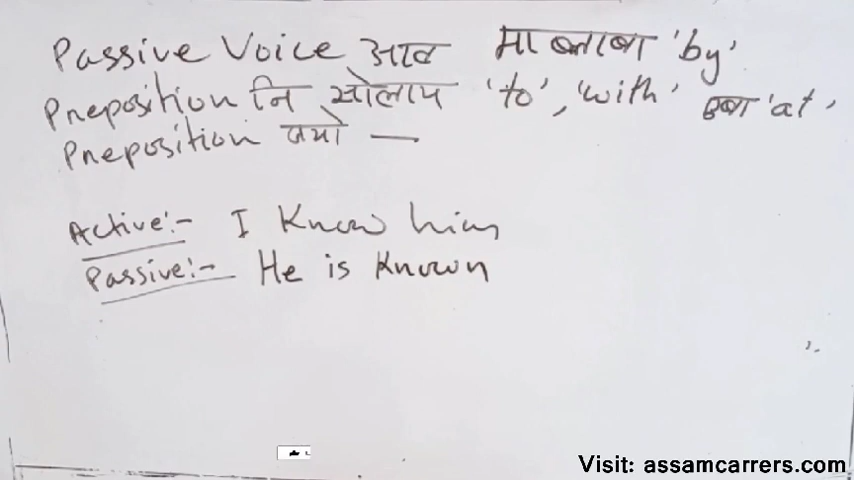 Passive Voice आव माब्लाबा 'by'
Preposition नि सोलाय 'to', 'with' एबा 'at'
Preposition जायो —
Active:- I Know him
Passive:- He is Known
Visit: assamcarrers.com